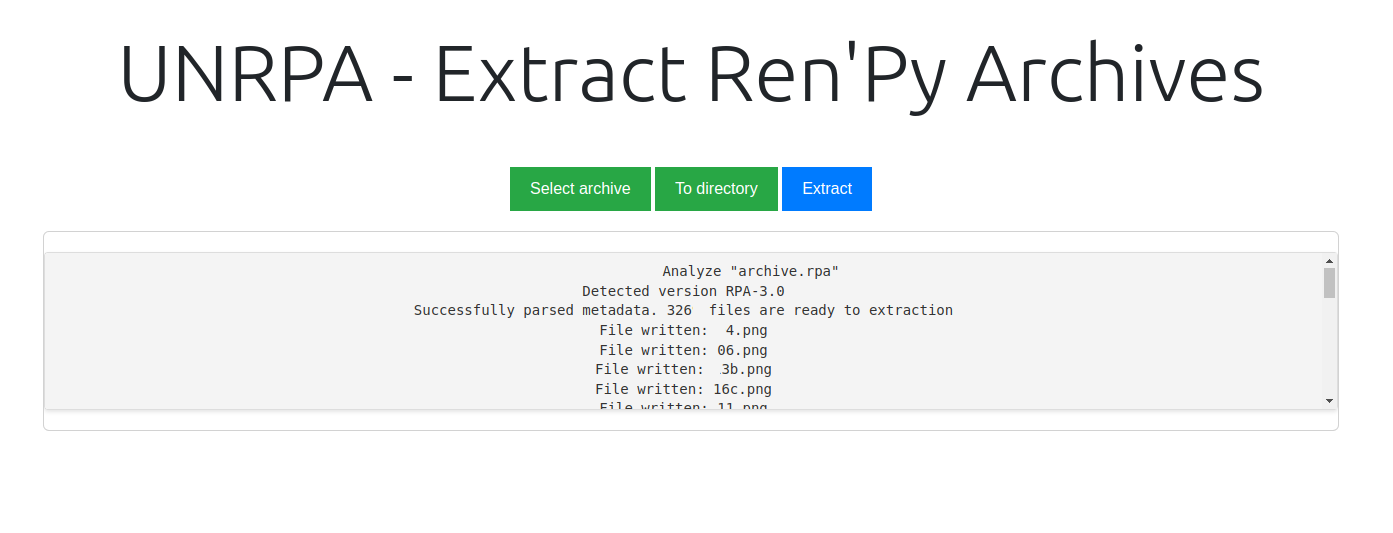 UNRPA - Extract Ren'Py Archives
Select archive To directory Extract
Analyze "archive.rpa"
Detected version RPA-3.0
Successfully parsed metadata. 326 files are ready to extraction
File written: 4.png
File written: 06.png
File written: 3b.png
File written: 16c.png
File written: 11.png